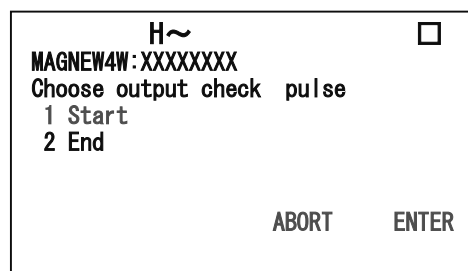 H～
MAGNEW4W:XXXXXXXX
Choose output check pulse
1 Start
2 End
ABORT ENTER